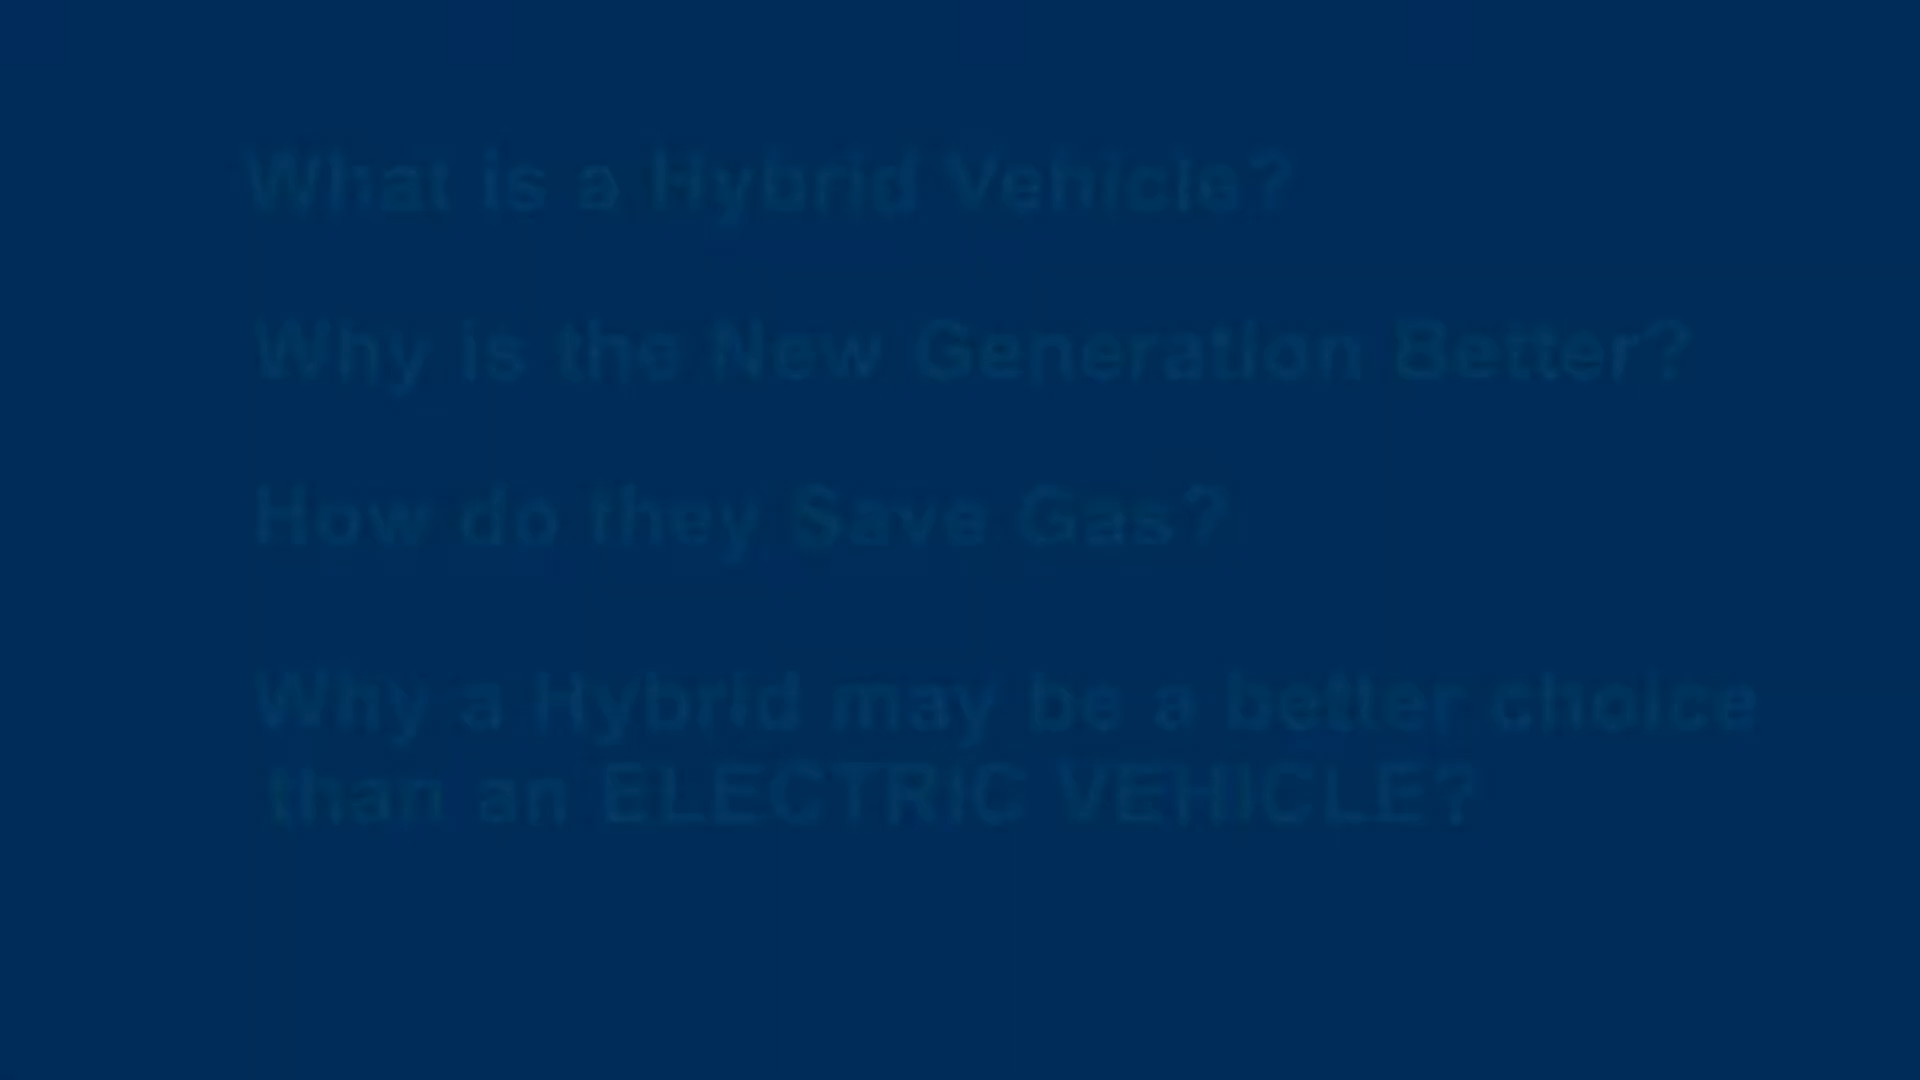 What is a Hybrid Vehicle?
Why is the New Generation Better?
How do they Save Gas?
Why a Hybrid may be a better choice
than an ELECTRIC VEHICLE?